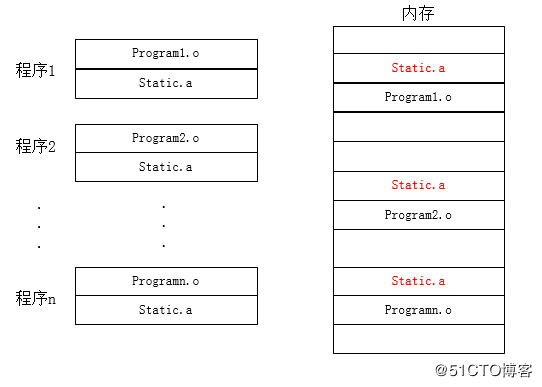 内存
程序1
Program1.o
Static.a
程序2
Program2.o
Static.a
.
.
.
.
.
.
程序n
Programn.o
Static.a
Static.a
Program1.o
Static.a
Program2.o
Static.a
Programn.o
@51CTO博客